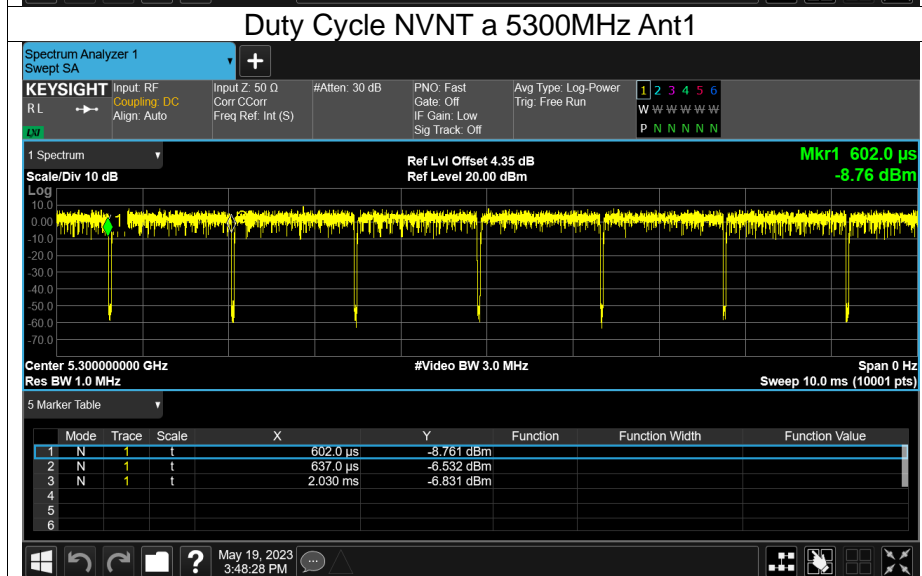 Duty Cycle NVNT a 5300MHz Ant1
Spectrum Analyzer 1
Swept SA
+
KEYSIGHT Input: RF Input Z: 50 Ω #Atten: 30 dB PNO: Fast Avg Type: Log-Power 1 2 3 4 5 6
RL Coupling: DC Corr CCorr Gate: Off Trig: Free Run W W W W W W
Align: Auto Freq Ref: Int (S) IF Gain: Low
LXI Sig Track: Off P N N N N N
1 Spectrum Ref Lvl Offset 4.35 dB Mkr1 602.0 µs
Scale/Div 10 dB Ref Level 20.00 dBm -8.76 dBm
Log
10.0
0.00
-10.0
-20.0
-30.0
-40.0
-50.0
-60.0
-70.0
1
Center 5.300000000 GHz #Video BW 3.0 MHz Span 0 Hz
Res BW 1.0 MHz Sweep 10.0 ms (10001 pts)
5 Marker Table
Mode Trace Scale X Y Function Function Width Function Value
1 N 1 t 602.0 µs -8.761 dBm
2 N 1 t 637.0 µs -6.532 dBm
3 N 1 t 2.030 ms -6.831 dBm
4
5
6
? May 19, 2023
3:48:28 PM